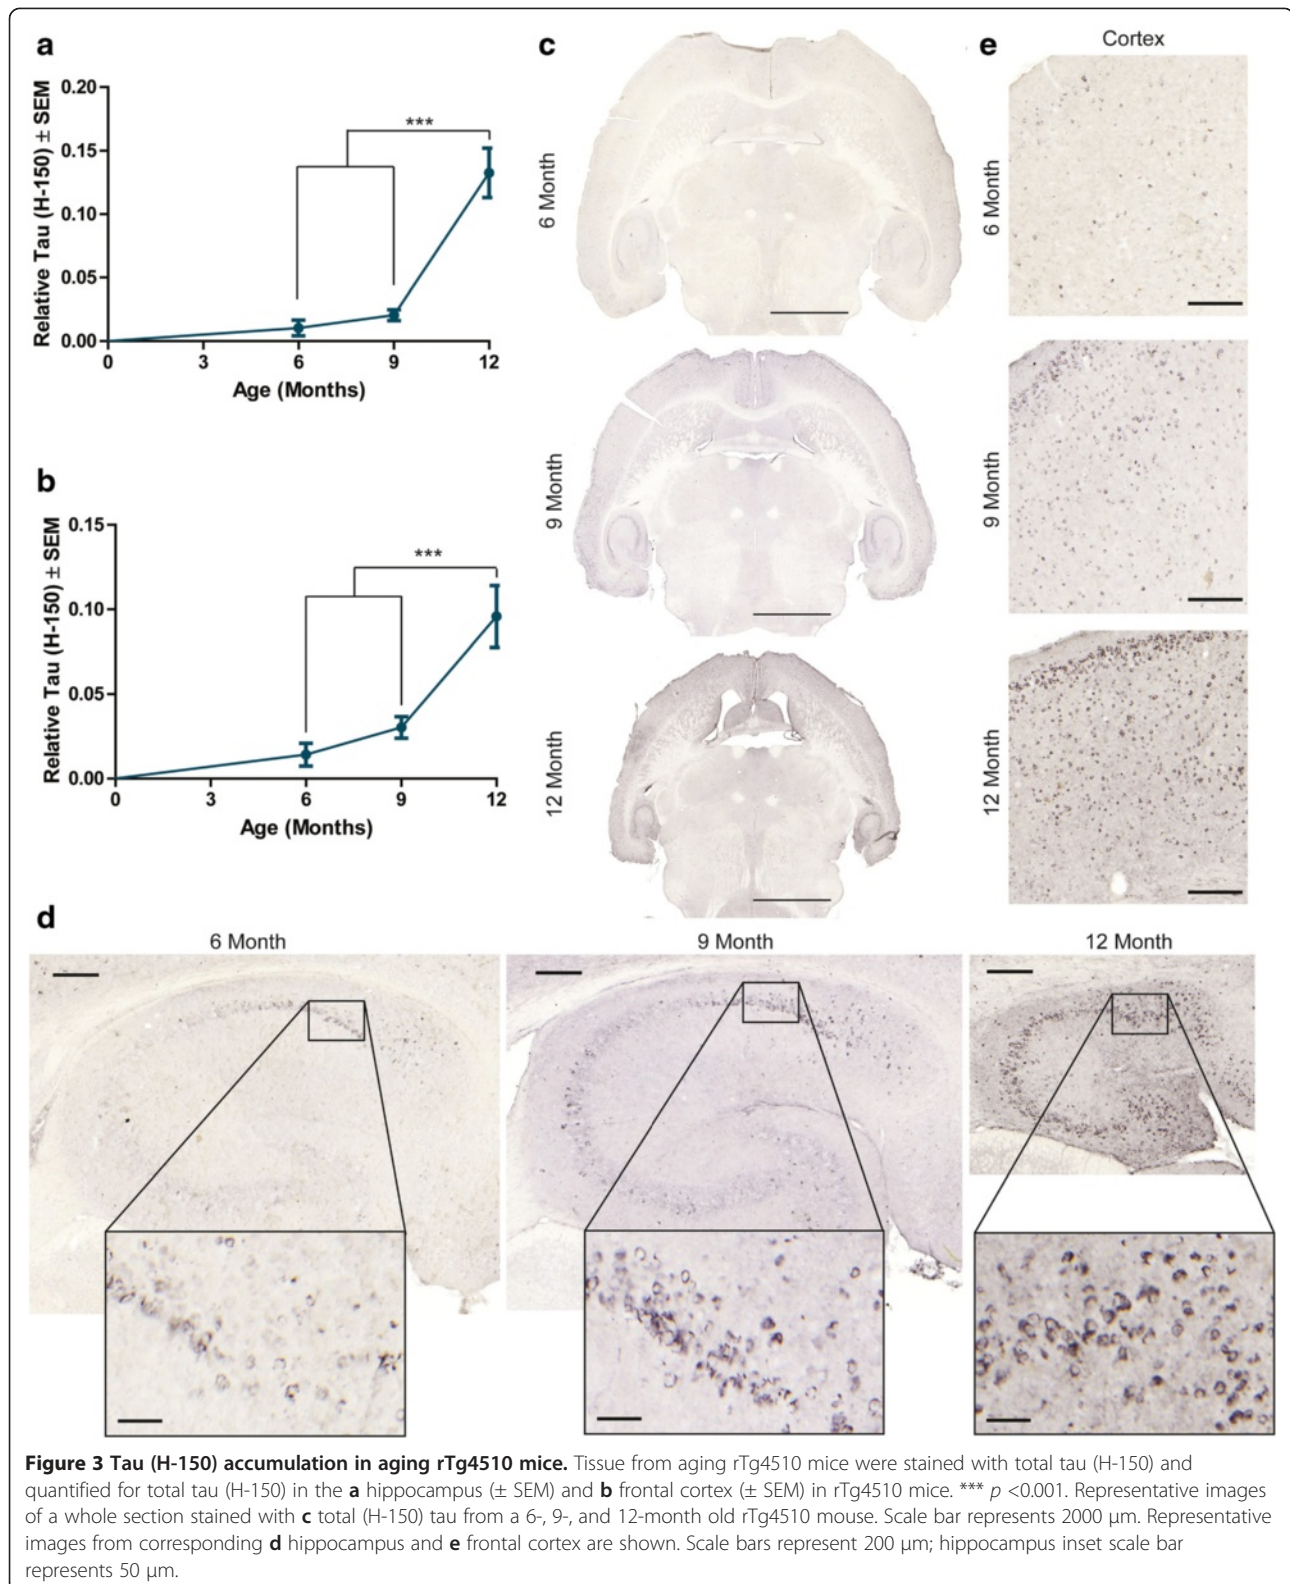 a
Relative Tau (H-150) ± SEM
0.20
0.15
0.10
0.05
0.00
***
0 3 6 9 12
Age (Months)
b
Relative Tau (H-150) ± SEM
0.15
0.10
0.05
0.00
***
0 3 6 9 12
Age (Months)
c
6 Month
9 Month
12 Month
e
Cortex
6 Month
9 Month
12 Month
d
6 Month 9 Month 12 Month
Figure 3 Tau (H-150) accumulation in aging rTg4510 mice. Tissue from aging rTg4510 mice were stained with total tau (H-150) and
quantified for total tau (H-150) in the a hippocampus (± SEM) and b frontal cortex (± SEM) in rTg4510 mice. *** p <0.001. Representative images
of a whole section stained with c total (H-150) tau from a 6-, 9-, and 12-month old rTg4510 mouse. Scale bar represents 2000 μm. Representative
images from corresponding d hippocampus and e frontal cortex are shown. Scale bars represent 200 μm; hippocampus inset scale bar
represents 50 μm.